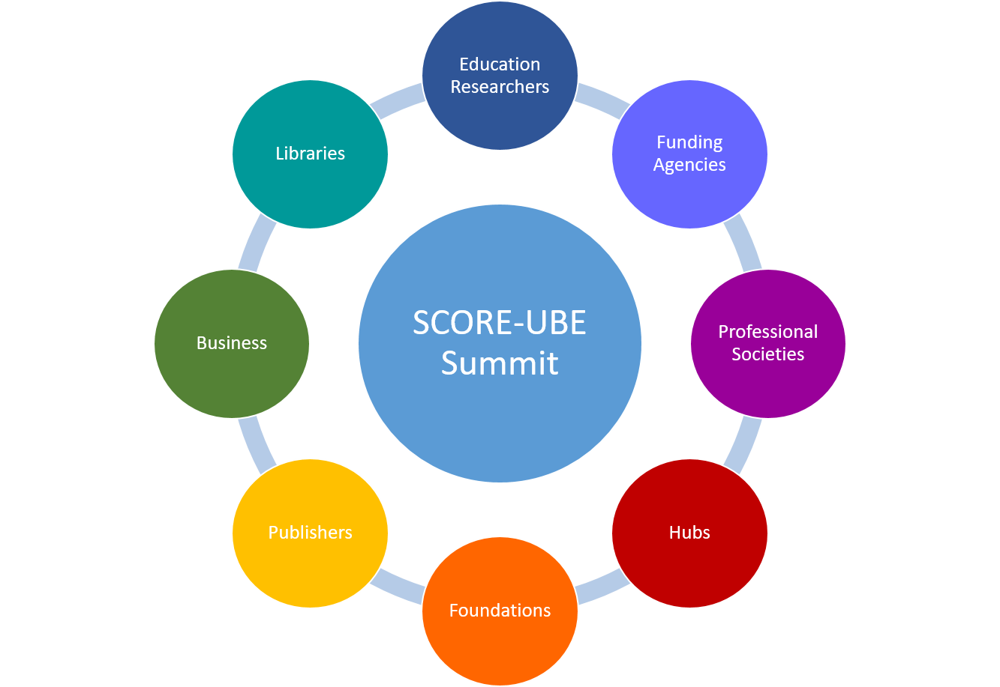 Education
Researchers
Funding
Agencies
Libraries
SCORE-UBE
Summit
Business
Professional
Societies
Publishers
Hubs
Foundations